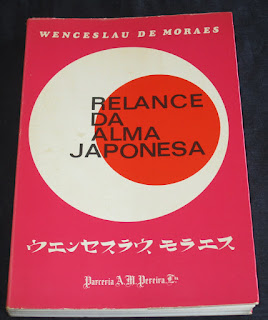 WENCESLAU DE MORAES
RELANCE
DA
ALMA
JAPONESA
ウエンセスラウ、モラエス
Parceria A. M. Pereira, Lda